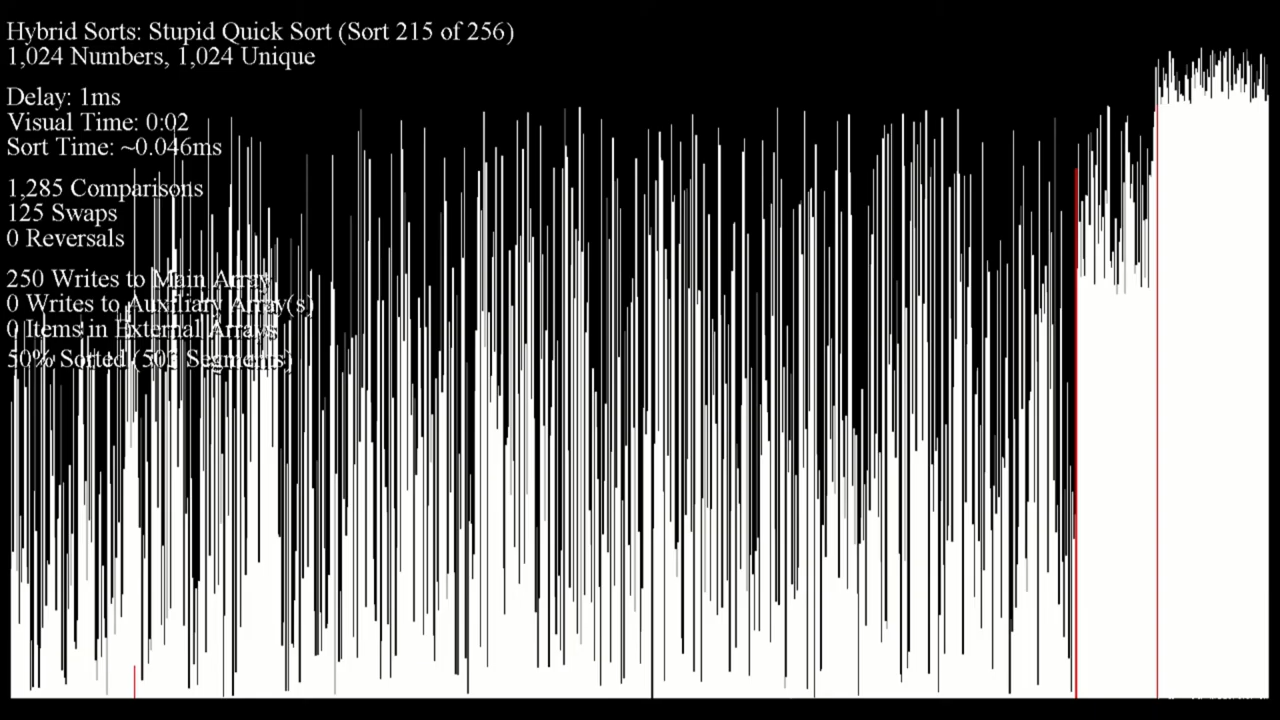 Hybrid Sorts: Stupid Quick Sort (Sort 215 of 256)
1,024 Numbers, 1,024 Unique
Delay: 1ms
Visual Time: 0:02
Sort Time: ~0.046ms
1,285 Comparisons
125 Swaps
0 Reversals
250 Writes to Main Array
0 Writes to Auxiliary Array(s)
0 Items in External Arrays
50% Sorted (503 Segments)